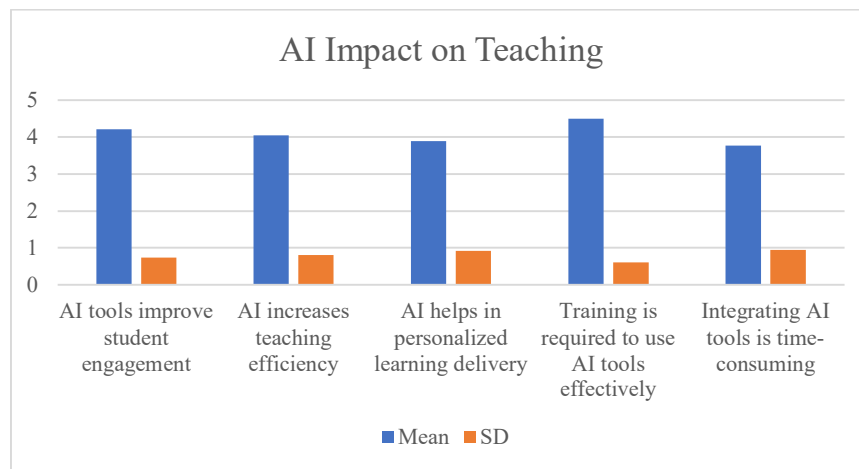 AI Impact on Teaching
5
4
3
2
1
0
AI tools improve
student
engagement
AI increases
teaching
efficiency
AI helps in
personalized
learning delivery
Training is
required to use
AI tools
effectively
Integrating AI
tools is time-
consuming
Mean
SD